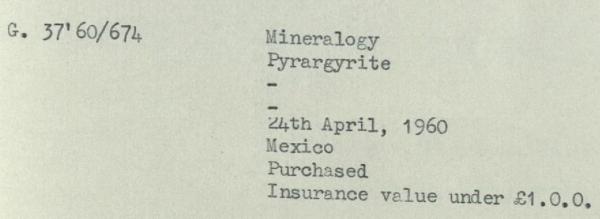 G. 37'60/674
Mineralogy
Pyrargyrite
-
-
24th April, 1960
Mexico
Purchased
Insurance value under £1.0.0.